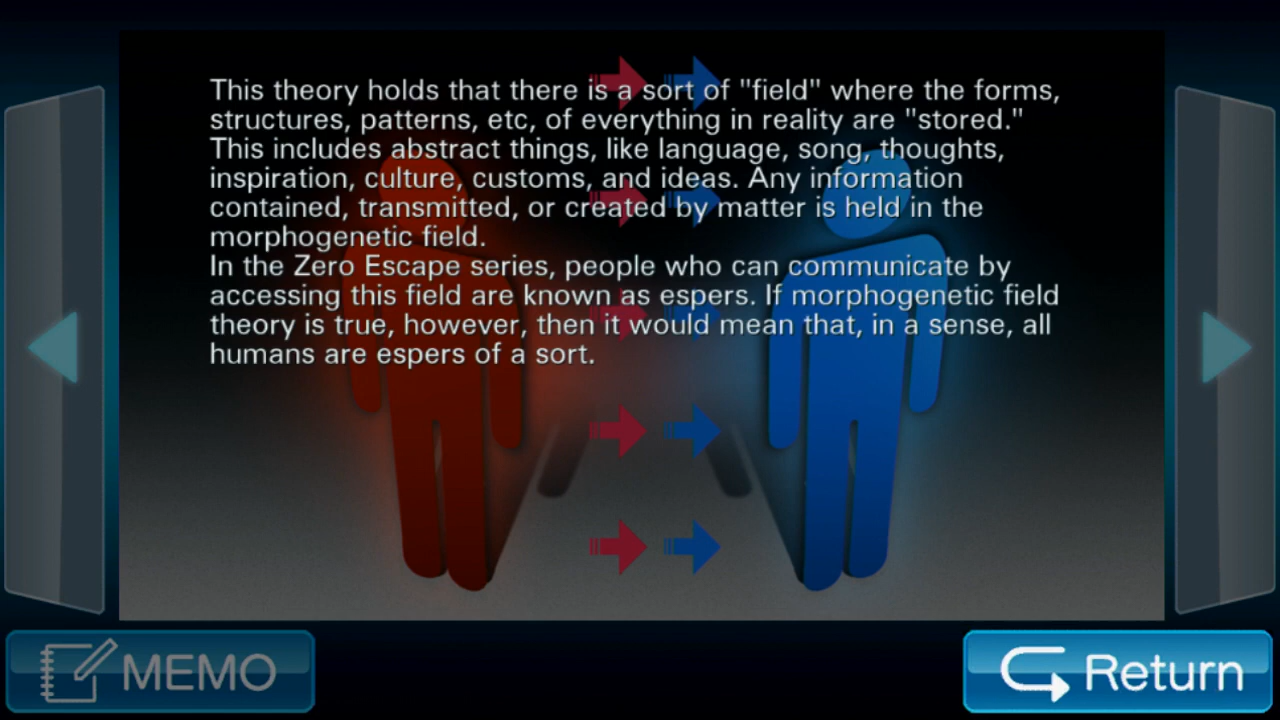 This theory holds that there is a sort of "field" where the forms,
structures, patterns, etc, of everything in reality are "stored."
This includes abstract things, like language, song, thoughts,
inspiration, culture, customs, and ideas. Any information
contained, transmitted, or created by matter is held in the
morphogenetic field.
In the Zero Escape series, people who can communicate by
accessing this field are known as espers. If morphogenetic field
theory is true, however, then it would mean that, in a sense, all
humans are espers of a sort.
MEMO
Return